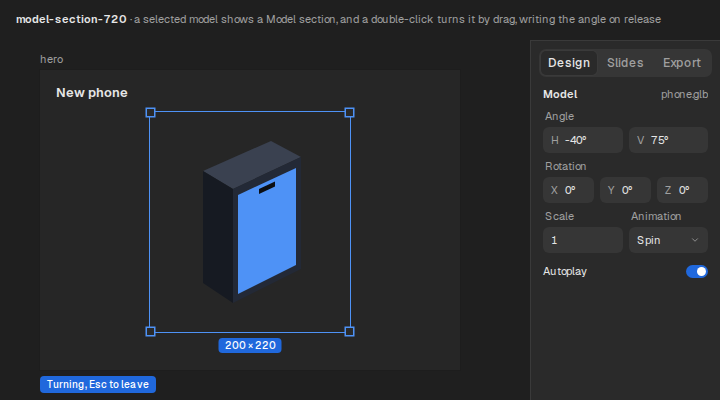 model-section-720 · a selected model shows a Model section, and a double-click turns it by drag, writing the angle on release
hero
New phone
200 × 220
Turning, Esc to leave
Design Slides Export
Model phone.glb
Angle
H -40° V 75°
Rotation
X 0° Y 0° Z 0°
Scale Animation
1 Spin
Autoplay